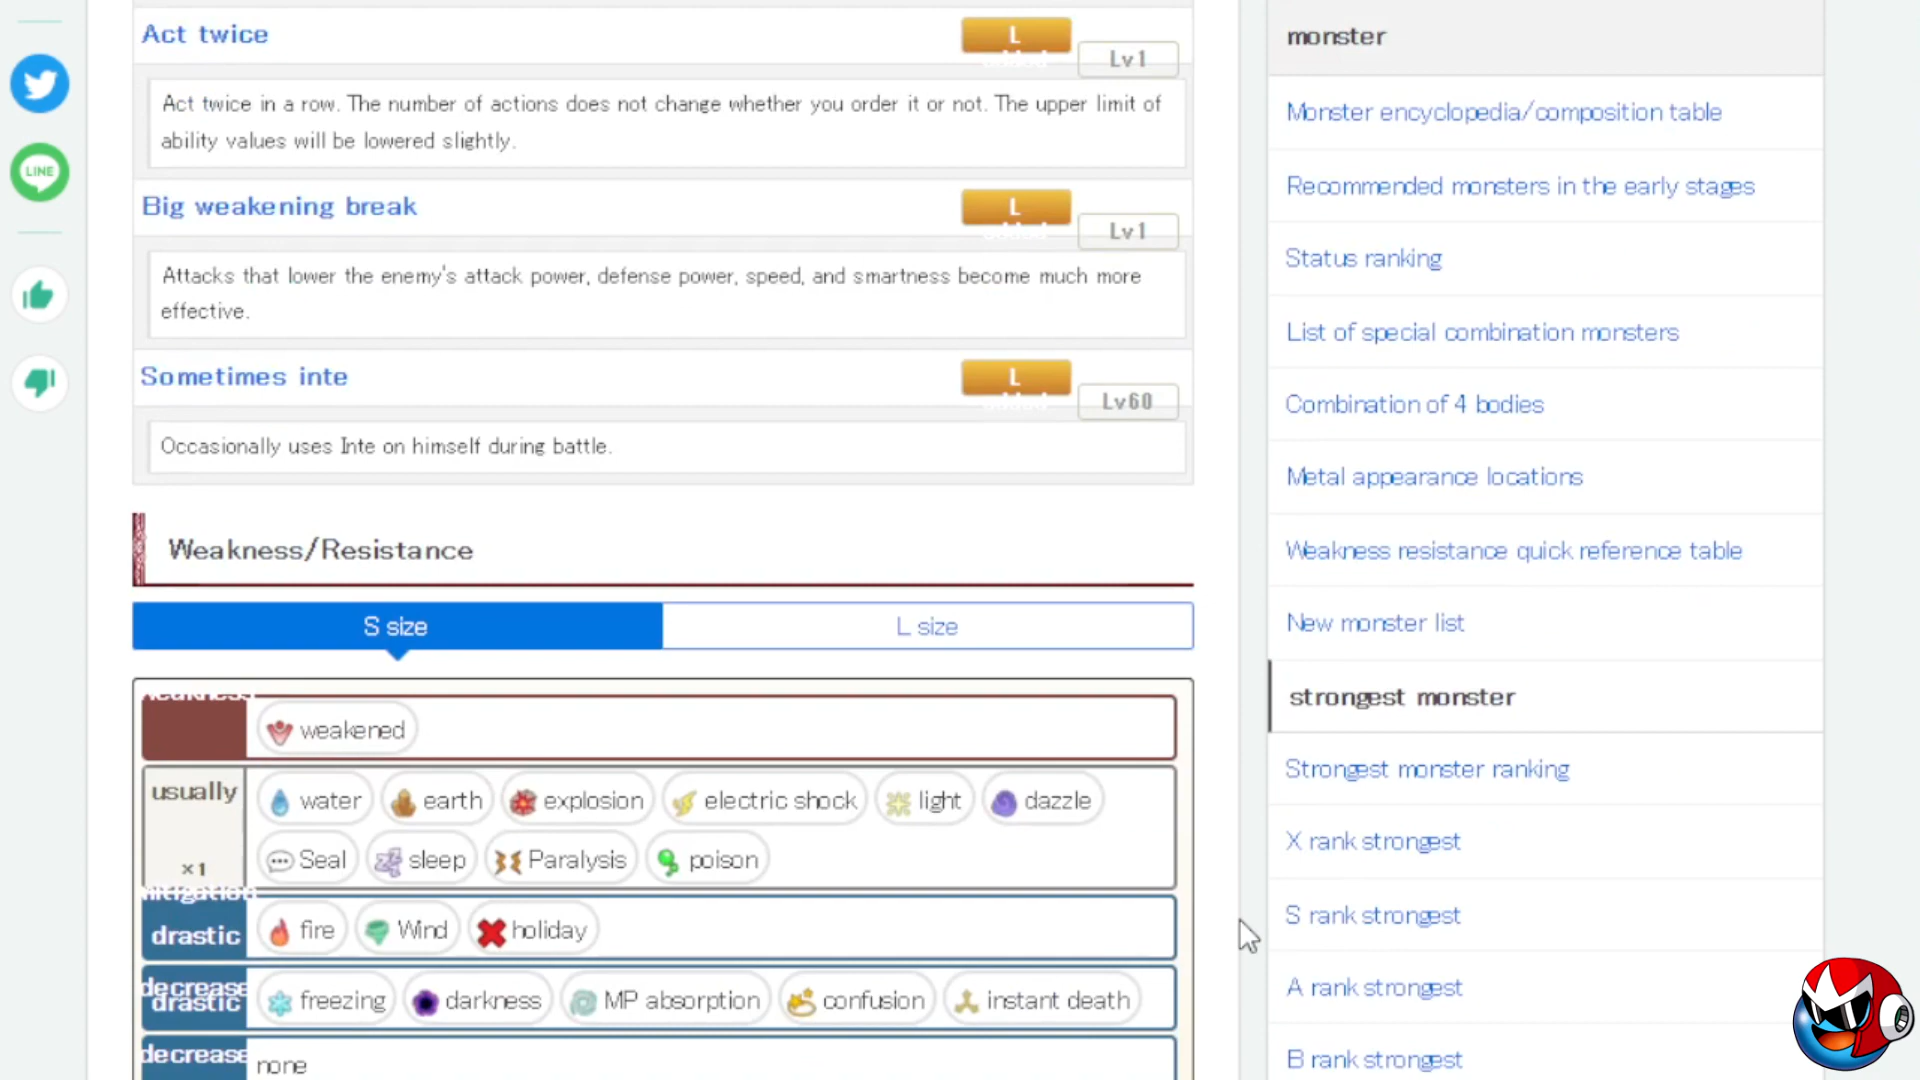 Act twice
L
added
Lv1
Act twice in a row. The number of actions does not change whether you order it or not. The upper limit of
ability values will be lowered slightly.
Big weakening break
L
added
Lv1
Attacks that lower the enemy's attack power, defense power, speed, and smartness become much more
effective.
Sometimes inte
L
added
Lv60
Occasionally uses Inte on himself during battle.
Weakness/Resistance
S size
L size
weakened
usually
×1
water
earth
explosion
electric shock
light
dazzle
Seal
sleep
Paralysis
poison
mitigation
drastic
fire
Wind
holiday
decrease
drastic
freezing
darkness
MP absorption
confusion
instant death
decrease
none
LINE
monster
Monster encyclopedia/composition table
Recommended monsters in the early stages
Status ranking
List of special combination monsters
Combination of 4 bodies
Metal appearance locations
Weakness resistance quick reference table
New monster list
strongest monster
Strongest monster ranking
X rank strongest
S rank strongest
A rank strongest
B rank strongest